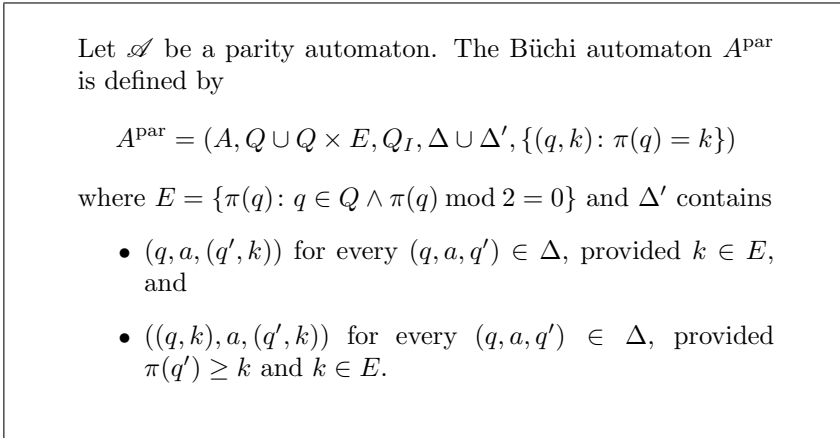 Let 𝒜 be a parity automaton. The Büchi automaton A^par
is defined by
A^par = (A, Q ∪ Q × E, Q_I, Δ ∪ Δ′, {(q, k): π(q) = k})
where E = {π(q): q ∈ Q ∧ π(q) mod 2 = 0} and Δ′ contains
• (q, a, (q′, k)) for every (q, a, q′) ∈ Δ, provided k ∈ E,
and
• ((q, k), a, (q′, k)) for every (q, a, q′) ∈ Δ, provided
π(q′) ≥ k and k ∈ E.